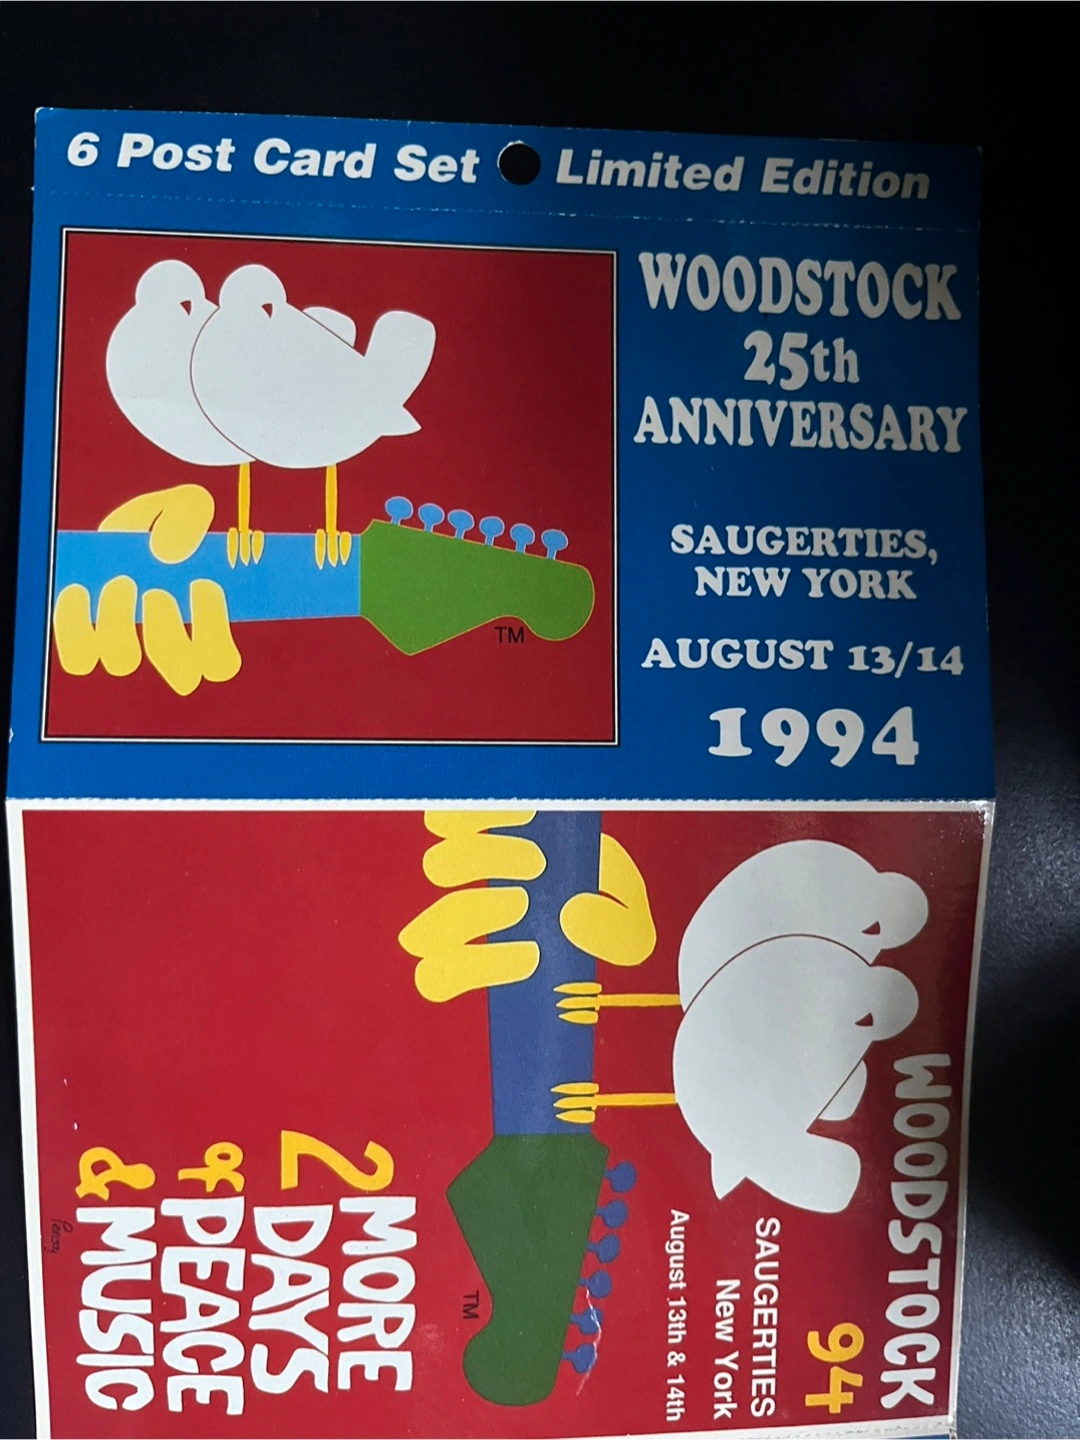 6 Post Card Set Limited Edition
WOODSTOCK
25th
ANNIVERSARY
SAUGERTIES,
NEW YORK
AUGUST 13/14
1994
TM
WOODSTOCK
94
SAUGERTIES
New York
August 13th & 14th
TM
2 MORE
DAYS
of PEACE
& MUSIC